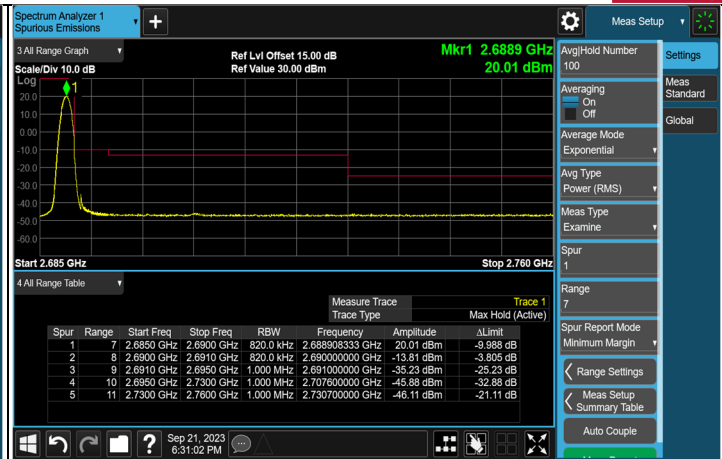 Spectrum Analyzer 1
Spurious Emissions
Meas Setup
3 All Range Graph
Ref Lvl Offset 15.00 dB
Mkr1 2.6889 GHz
Scale/Div 10.0 dB
Ref Value 30.00 dBm
20.01 dBm
Log
1
20.0
10.0
0.00
-10.0
-20.0
-30.0
-40.0
-50.0
-60.0
Start 2.685 GHz
Stop 2.760 GHz
4 All Range Table
Measure Trace Trace 1
Trace Type Max Hold (Active)
Spur Range Start Freq Stop Freq RBW Frequency Amplitude ΔLimit
1 7 2.6850 GHz 2.6900 GHz 820.0 kHz 2.688908333 GHz 20.01 dBm -9.988 dB
2 8 2.6900 GHz 2.6910 GHz 820.0 kHz 2.690000000 GHz -13.81 dBm -3.805 dB
3 9 2.6910 GHz 2.6950 GHz 1.000 MHz 2.691000000 GHz -35.23 dBm -25.23 dB
4 10 2.6950 GHz 2.7300 GHz 1.000 MHz 2.707600000 GHz -45.88 dBm -32.88 dB
5 11 2.7300 GHz 2.7600 GHz 1.000 MHz 2.730700000 GHz -46.11 dBm -21.11 dB
Avg|Hold Number
100
Averaging
On
Off
Average Mode
Exponential
Avg Type
Power (RMS)
Meas Type
Examine
Spur
1
Range
7
Spur Report Mode
Minimum Margin
Range Settings
Meas Setup
Summary Table
Auto Couple
Settings
Meas
Standard
Global
?
Sep 21, 2023
6:31:02 PM